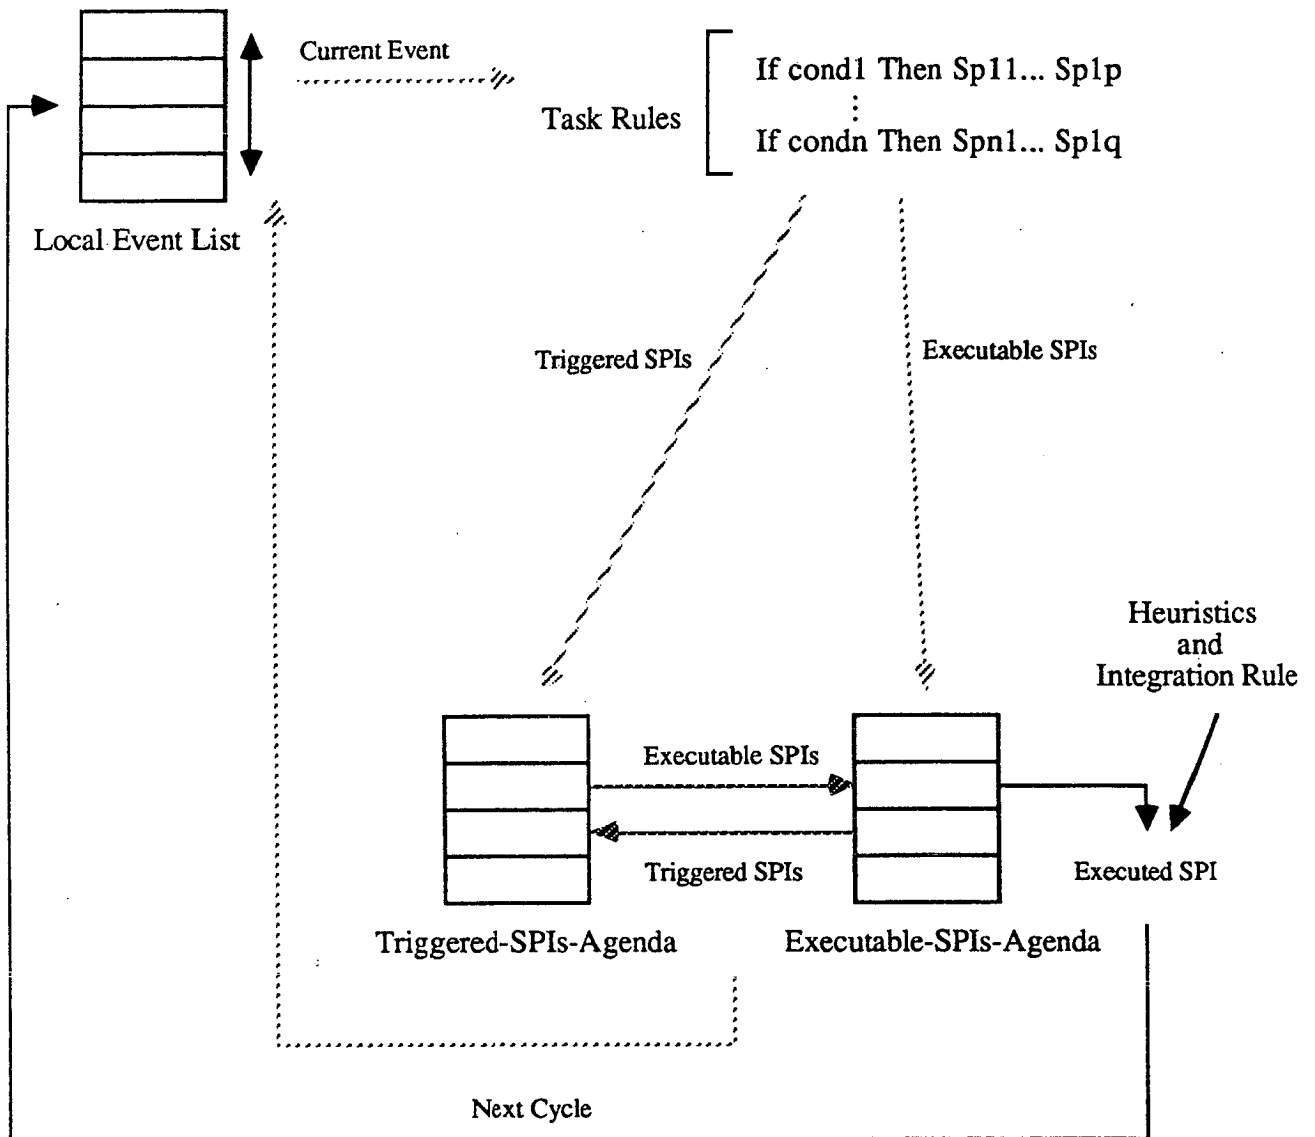 Current Event
If cond1 Then Sp11... Sp1p
Task Rules
If condn Then Spn1... Sp1q
Local Event List
Triggered SPIs
Executable SPIs
Heuristics
and
Integration Rule
Executable SPIs
Triggered SPIs
Executed SPI
Triggered-SPIs-Agenda
Executable-SPIs-Agenda
Next Cycle